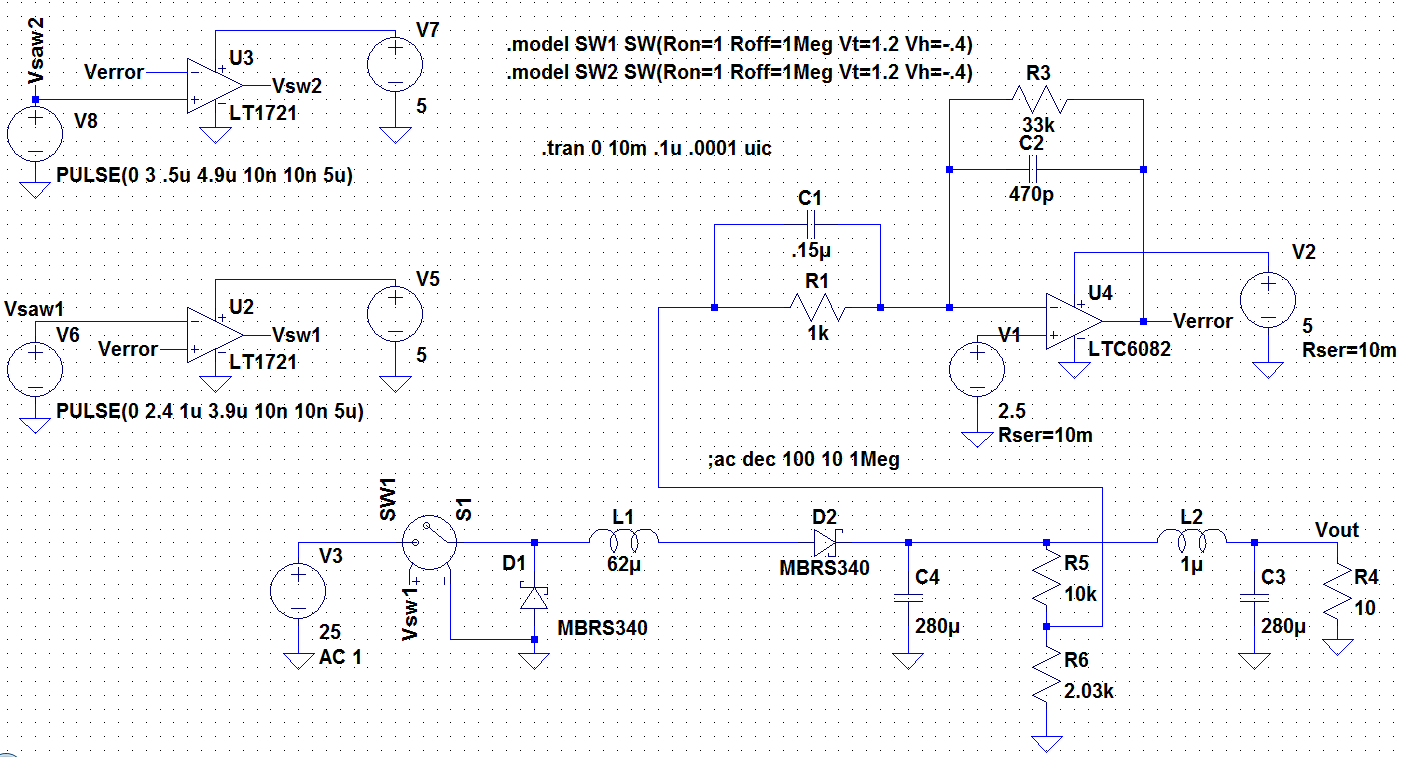 Vsaw2
V7
U3
Verror
Vsw2
LT1721
5
V8
PULSE(0 3 .5u 4.9u 10n 10n 5u)
.model SW1 SW(Ron=1 Roff=1Meg Vt=1.2 Vh=-.4)
.model SW2 SW(Ron=1 Roff=1Meg Vt=1.2 Vh=-.4)
.tran 0 10m .1u .0001 uic
R3
33k
C2
470p
C1
.15µ
R1
1k
V2
U4
Verror
5
Rser=10m
V1
LTC6082
2.5
Rser=10m
V5
Vsaw1
U2
V6
Verror
Vsw1
LT1721
5
PULSE(0 2.4 1u 3.9u 10n 10n 5u)
;ac dec 100 10 1Meg
SW1
S1
V3
25
AC 1
Vsw1
D1
MBRS340
L1
62µ
D2
MBRS340
C4
280µ
R5
10k
R6
2.03k
L2
1µ
Vout
C3
280µ
R4
10